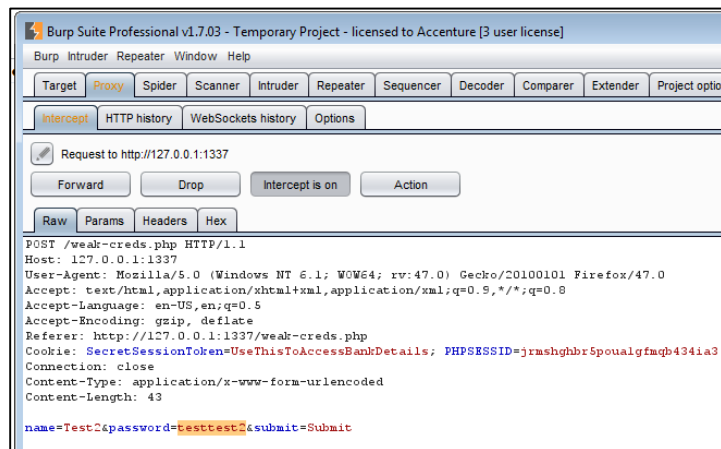 Burp Suite Professional v1.7.03 - Temporary Project - licensed to Accenture [3 user license]
Burp Intruder Repeater Window Help
Target Proxy Spider Scanner Intruder Repeater Sequencer Decoder Comparer Extender Project optio
Intercept HTTP history WebSockets history Options
Request to http://127.0.0.1:1337
Forward Drop Intercept is on Action
Raw Params Headers Hex
POST /weak-creds.php HTTP/1.1
Host: 127.0.0.1:1337
User-Agent: Mozilla/5.0 (Windows NT 6.1; WOW64; rv:47.0) Gecko/20100101 Firefox/47.0
Accept: text/html,application/xhtml+xml,application/xml;q=0.9,*/*;q=0.8
Accept-Language: en-US,en;q=0.5
Accept-Encoding: gzip, deflate
Referer: http://127.0.0.1:1337/weak-creds.php
Cookie: SecretSessionToken=UseThisToAccessBankDetails; PHPSESSID=jrmshghbr5poualgfmqb434ia3
Connection: close
Content-Type: application/x-www-form-urlencoded
Content-Length: 43
name=Test2&password=testtest2&submit=Submit